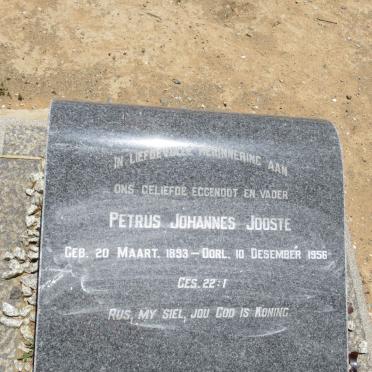 IN LIEFDEVOLLE HERINNERING AAN
ONS GELIEFDE EGGENOOT EN VADER
PETRUS JOHANNES JOOSTE
GEB. 20 MAART. 1893 — OORL. 10 DESEMBER 1956
GES. 22:1
RUS, MY SIEL, JOU GOD IS KONING